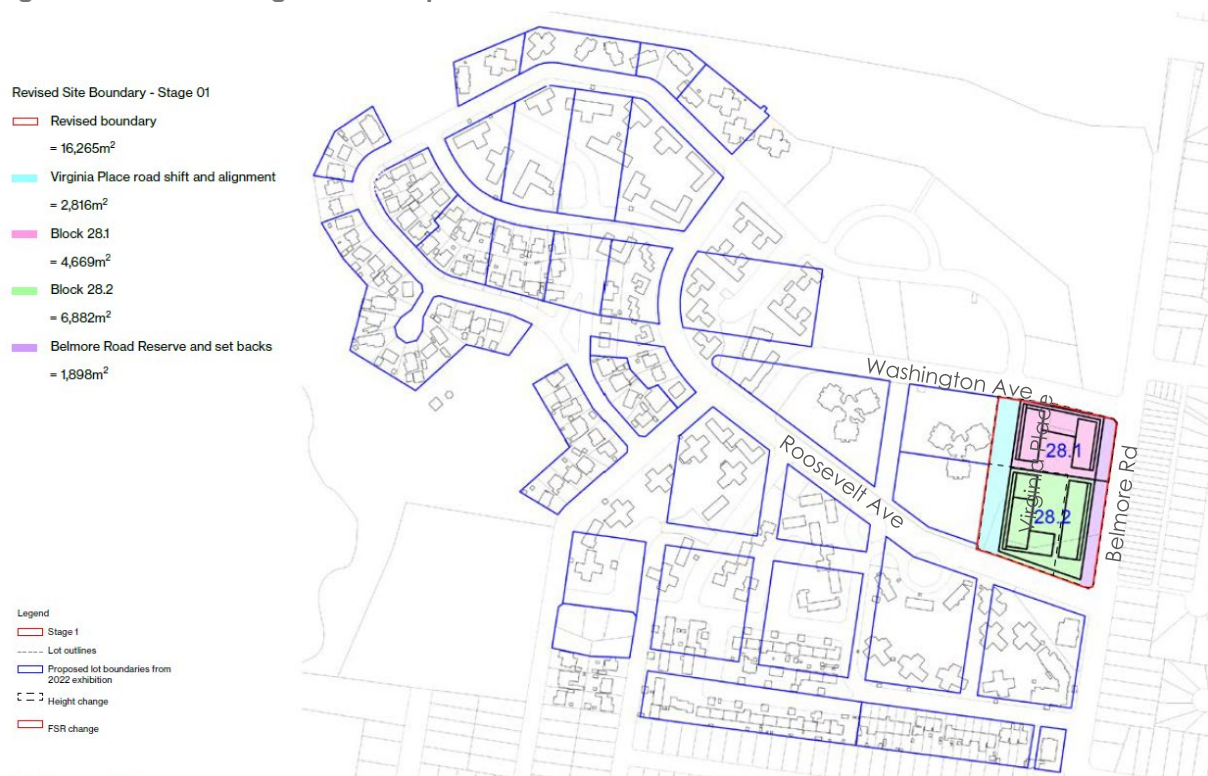 Revised Site Boundary - Stage 01
Revised boundary
= 16,265m²
Virginia Place road shift and alignment
= 2,816m²
Block 28.1
= 4,669m²
Block 28.2
= 6,882m²
Belmore Road Reserve and set backs
= 1,898m²
Washington Ave
Virginia Place
28.1
28.2
Roosevelt Ave
Belmore Rd
Legend
Stage 1
Lot outlines
Proposed lot boundaries from
2022 exhibition
Height change
FSR change